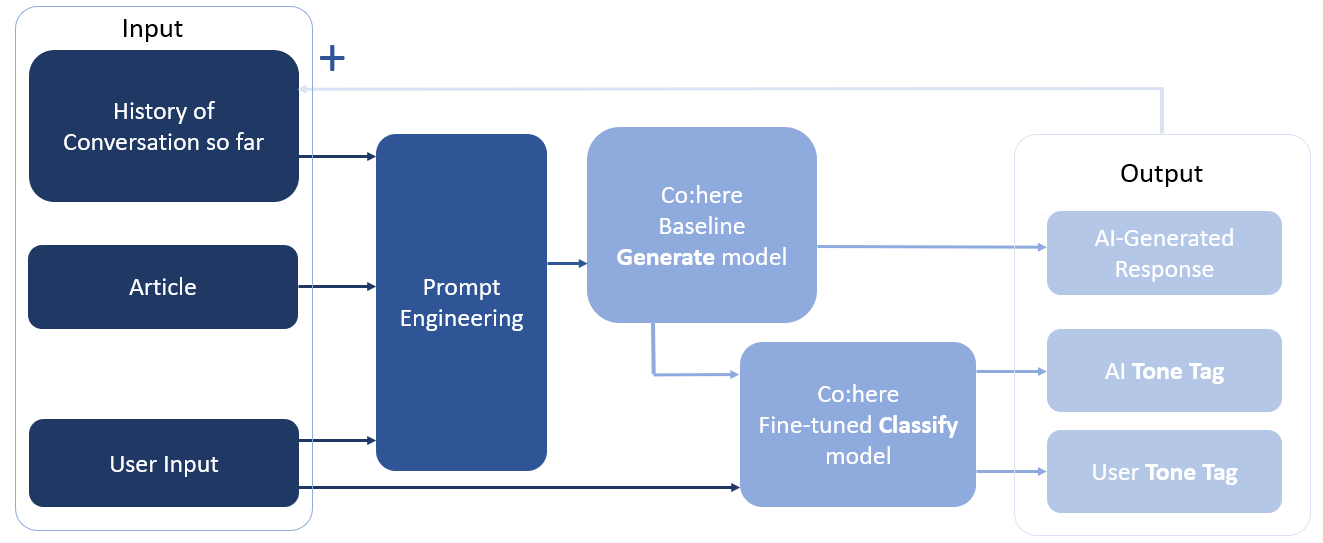 Input
+
History of
Conversation so far
Article
User Input
Prompt
Engineering
Co:here
Baseline
Generate model
Co:here
Fine-tuned Classify
model
Output
AI-Generated
Response
AI Tone Tag
User Tone Tag